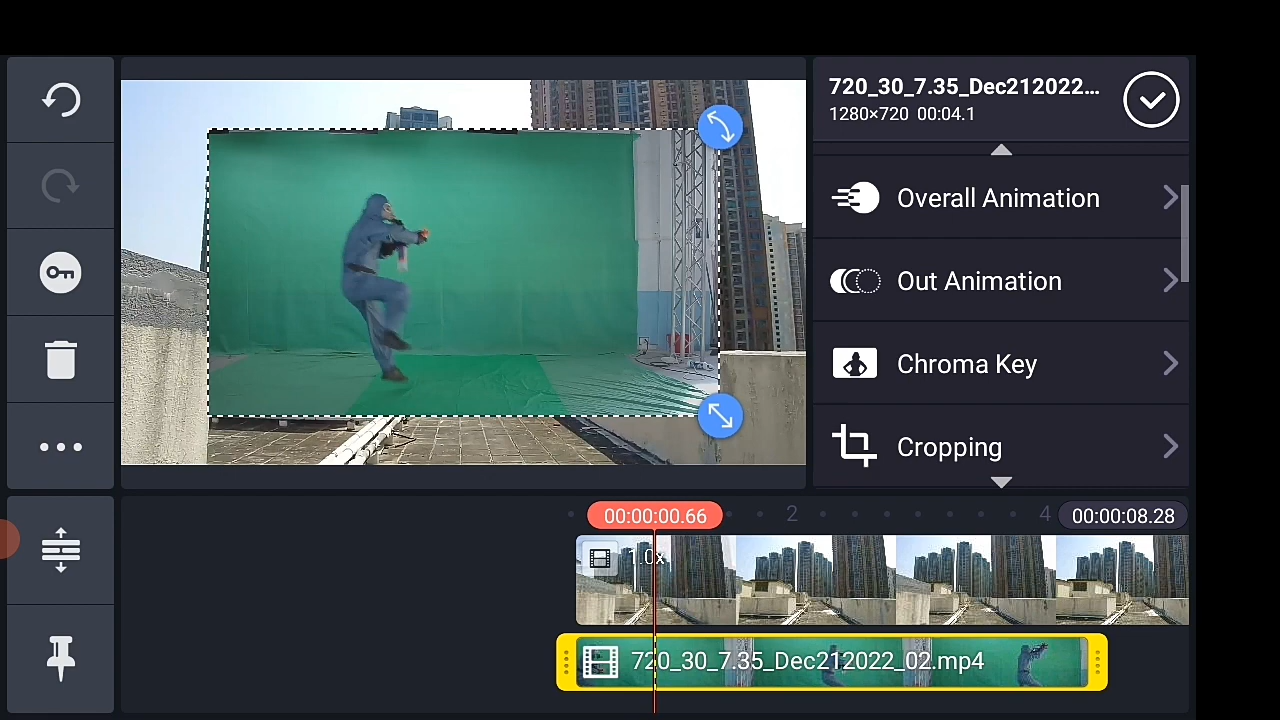 720_30_7.35_Dec212022...
1280×720 00:04.1
Overall Animation
Out Animation
Chroma Key
Cropping
00:00:00.66
2
4
00:00:08.28
1.0x
720_30_7.35_Dec212022_02.mp4